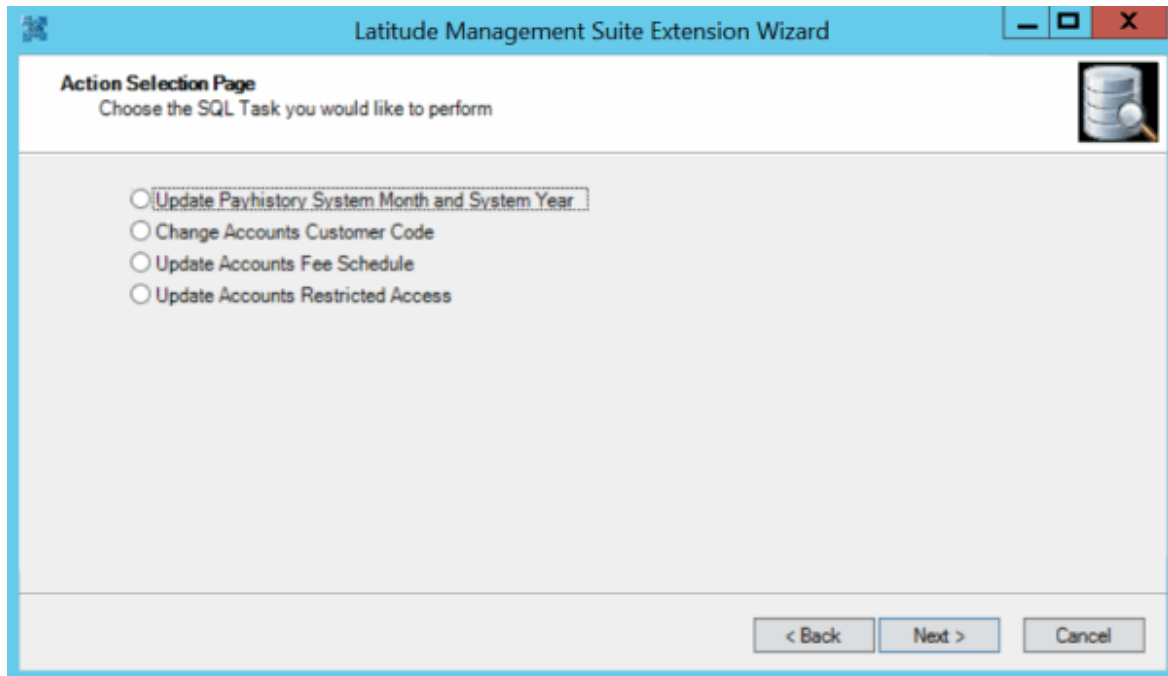 Latitude Management Suite Extension Wizard
Action Selection Page
Choose the SQL Task you would like to perform
Update Payhistory System Month and System Year
Change Accounts Customer Code
Update Accounts Fee Schedule
Update Accounts Restricted Access
< Back Next > Cancel